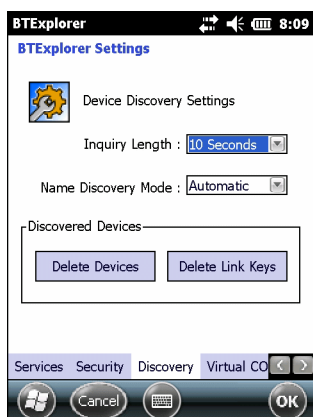 BTExplorer 8:09
BTExplorer Settings
Device Discovery Settings
Inquiry Length : 10 Seconds
Name Discovery Mode : Automatic
Discovered Devices
Delete Devices Delete Link Keys
Services Security Discovery Virtual CO
Cancel OK